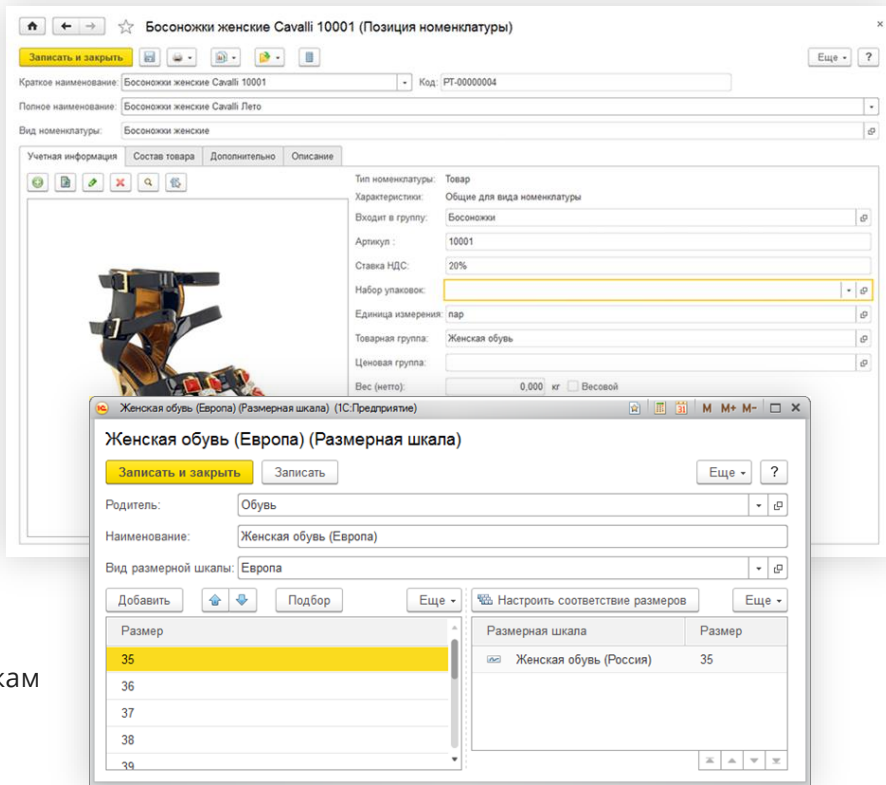 Босоножки женские Cavalli 10001 (Позиция номенклатуры)
Записать и закрыть
Еще
?
Краткое наименование: Босоножки женские Cavalli 10001
Код: РТ-00000004
Полное наименование: Босоножки женские Cavalli Лето
Вид номенклатуры: Босоножки женские
Учетная информация Состав товара Дополнительно Описание
Тип номенклатуры: Товар
Характеристики: Общие для вида номенклатуры
Входит в группу: Босоножки
Артикул : 10001
Ставка НДС: 20%
Набор упаковок:
Единица измерения: пар
Товарная группа: Женская обувь
Ценовая группа:
Вес (нетто): 0,000 кг Весовой
Женская обувь (Европа) (Размерная шкала) (1С:Предприятие)
M M+ M-
Женская обувь (Европа) (Размерная шкала)
Записать и закрыть Записать Еще ?
Родитель: Обувь
Наименование: Женская обувь (Европа)
Вид размерной шкалы: Европа
Добавить Подбор Еще Настроить соответствие размеров Еще
Размер Размерная шкала Размер
35 Женская обувь (Россия) 35
36
37
38
39
кам